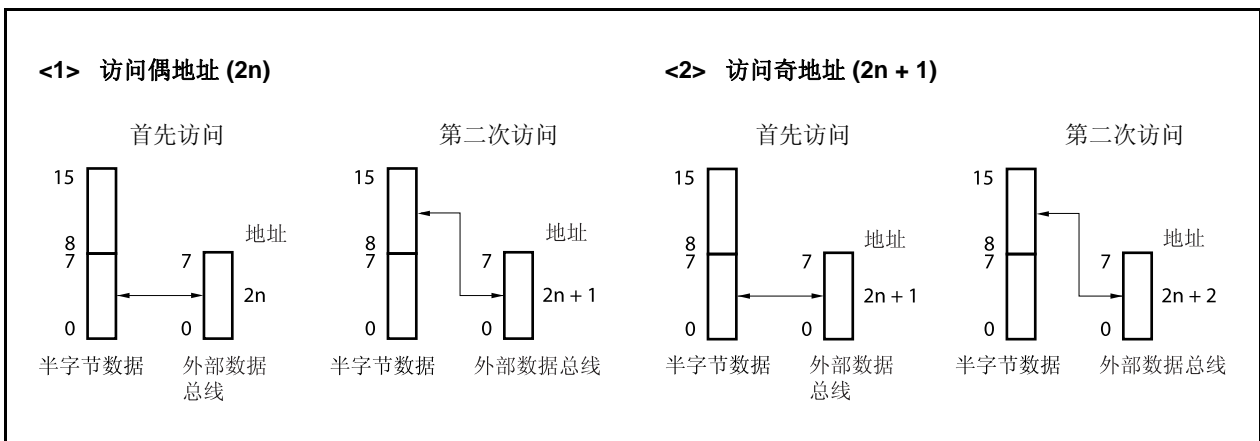 <1> 访问偶地址 (2n)
首先访问
15
8
7
0
半字节数据
地址
7
2n
0
外部数据
总线
第二次访问
15
8
7
0
半字节数据
地址
7
2n + 1
0
外部数据总线
<2> 访问奇地址 (2n + 1)
首先访问
15
8
7
0
半字节数据
地址
7
2n + 1
0
外部数据
总线
第二次访问
15
8
7
0
半字节数据
地址
7
2n + 2
0
外部数据总线